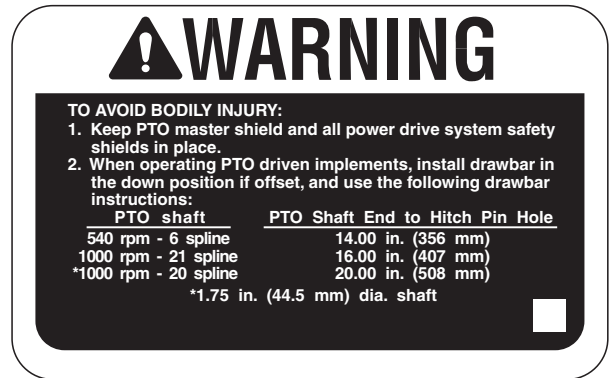 WARNING
TO AVOID BODILY INJURY:
1. Keep PTO master shield and all power drive system safety
shields in place.
2. When operating PTO driven implements, install drawbar in
the down position if offset, and use the following drawbar
instructions:
PTO shaft PTO Shaft End to Hitch Pin Hole
540 rpm - 6 spline 14.00 in. (356 mm)
1000 rpm - 21 spline 16.00 in. (407 mm)
*1000 rpm - 20 spline 20.00 in. (508 mm)
*1.75 in. (44.5 mm) dia. shaft